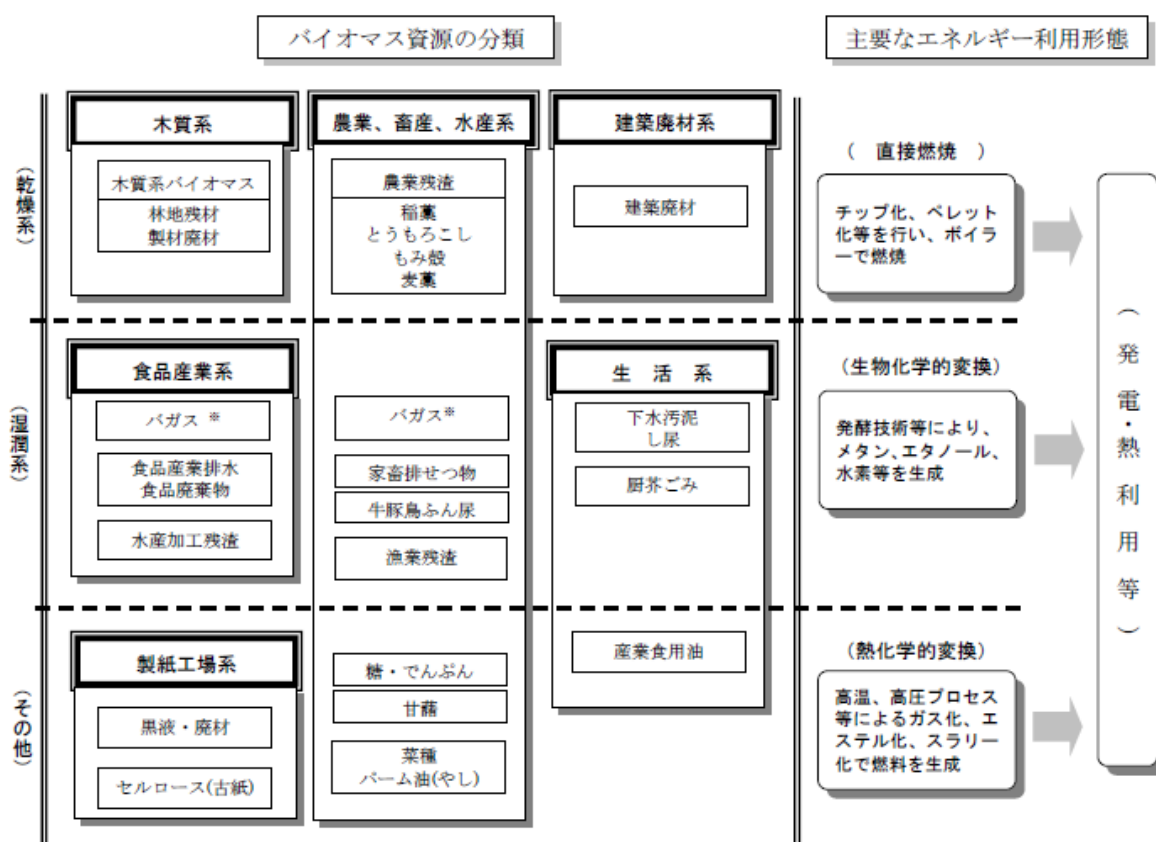 バイオマス資源の分類
主要なエネルギー利用形態
(乾燥系)
木質系
木質系バイオマス
林地残材
製材廃材
農業、畜産、水産系
農業残渣
稲藁
とうもろこし
もみ殻
麦藁
建築廃材系
建築廃材
( 直接燃焼 )
チップ化、ペレット
化等を行い、ボイラ
ーで燃焼
(湿潤系)
食品産業系
バガス ※
食品産業排水
食品廃棄物
水産加工残渣
バガス※
家畜排せつ物
牛豚鳥ふん尿
漁業残渣
生 活 系
下水汚泥
し尿
厨芥ごみ
(生物化学的変換)
発酵技術等により、
メタン、エタノール、
水素等を生成
(その他)
製紙工場系
黒液・廃材
セルロース(古紙)
糖・でんぷん
甘藷
菜種
パーム油(やし)
産業食用油
(熱化学的変換)
高温、高圧プロセス
等によるガス化、エ
ステル化、スラリー
化で燃料を生成
(発電・熱利用等)